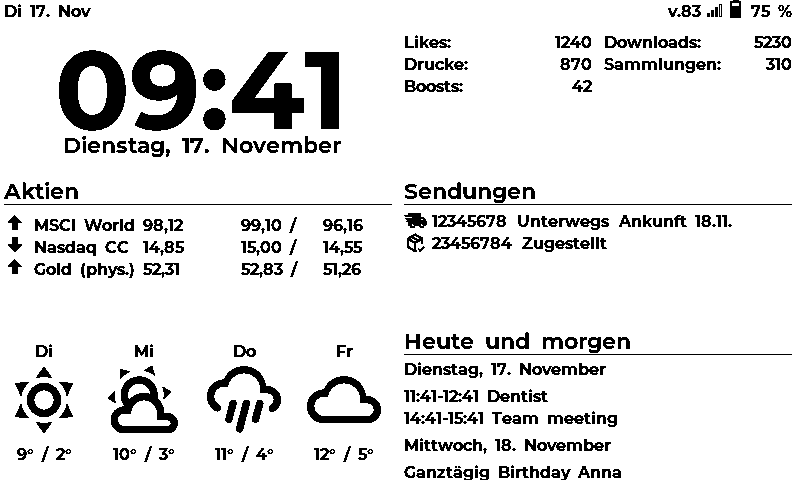 Di 17. Nov
v.83 75 %
09:41
Dienstag, 17. November
Likes: 1240 Downloads: 5230
Drucke: 870 Sammlungen: 310
Boosts: 42
Aktien
MSCI World 98,12 99,10 / 96,16
Nasdaq CC 14,85 15,00 / 14,55
Gold (phys.) 52,31 52,83 / 51,26
Sendungen
12345678 Unterwegs Ankunft 18.11.
23456784 Zugestellt
Di Mi Do Fr
9° / 2° 10° / 3° 11° / 4° 12° / 5°
Heute und morgen
Dienstag, 17. November
11:41-12:41 Dentist
14:41-15:41 Team meeting
Mittwoch, 18. November
Ganztägig Birthday Anna